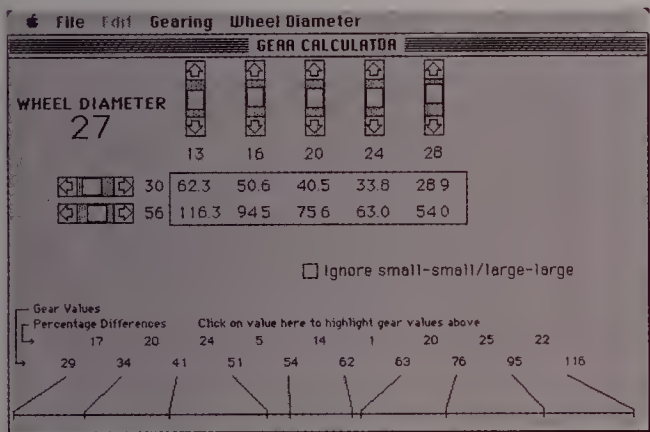 File Edit Gearing Wheel Diameter
GEAR CALCULATOR
WHEEL DIAMETER
27
13 16 20 24 28
30 62.3 50.6 40.5 33.8 28.9
56 116.3 94.5 75.6 63.0 54.0
Ignore small-small/large-large
Gear Values
Percentage Differences Click on value here to highlight gear values above
17 20 24 5 14 1 20 25 22
29 34 41 51 54 62 63 76 95 116